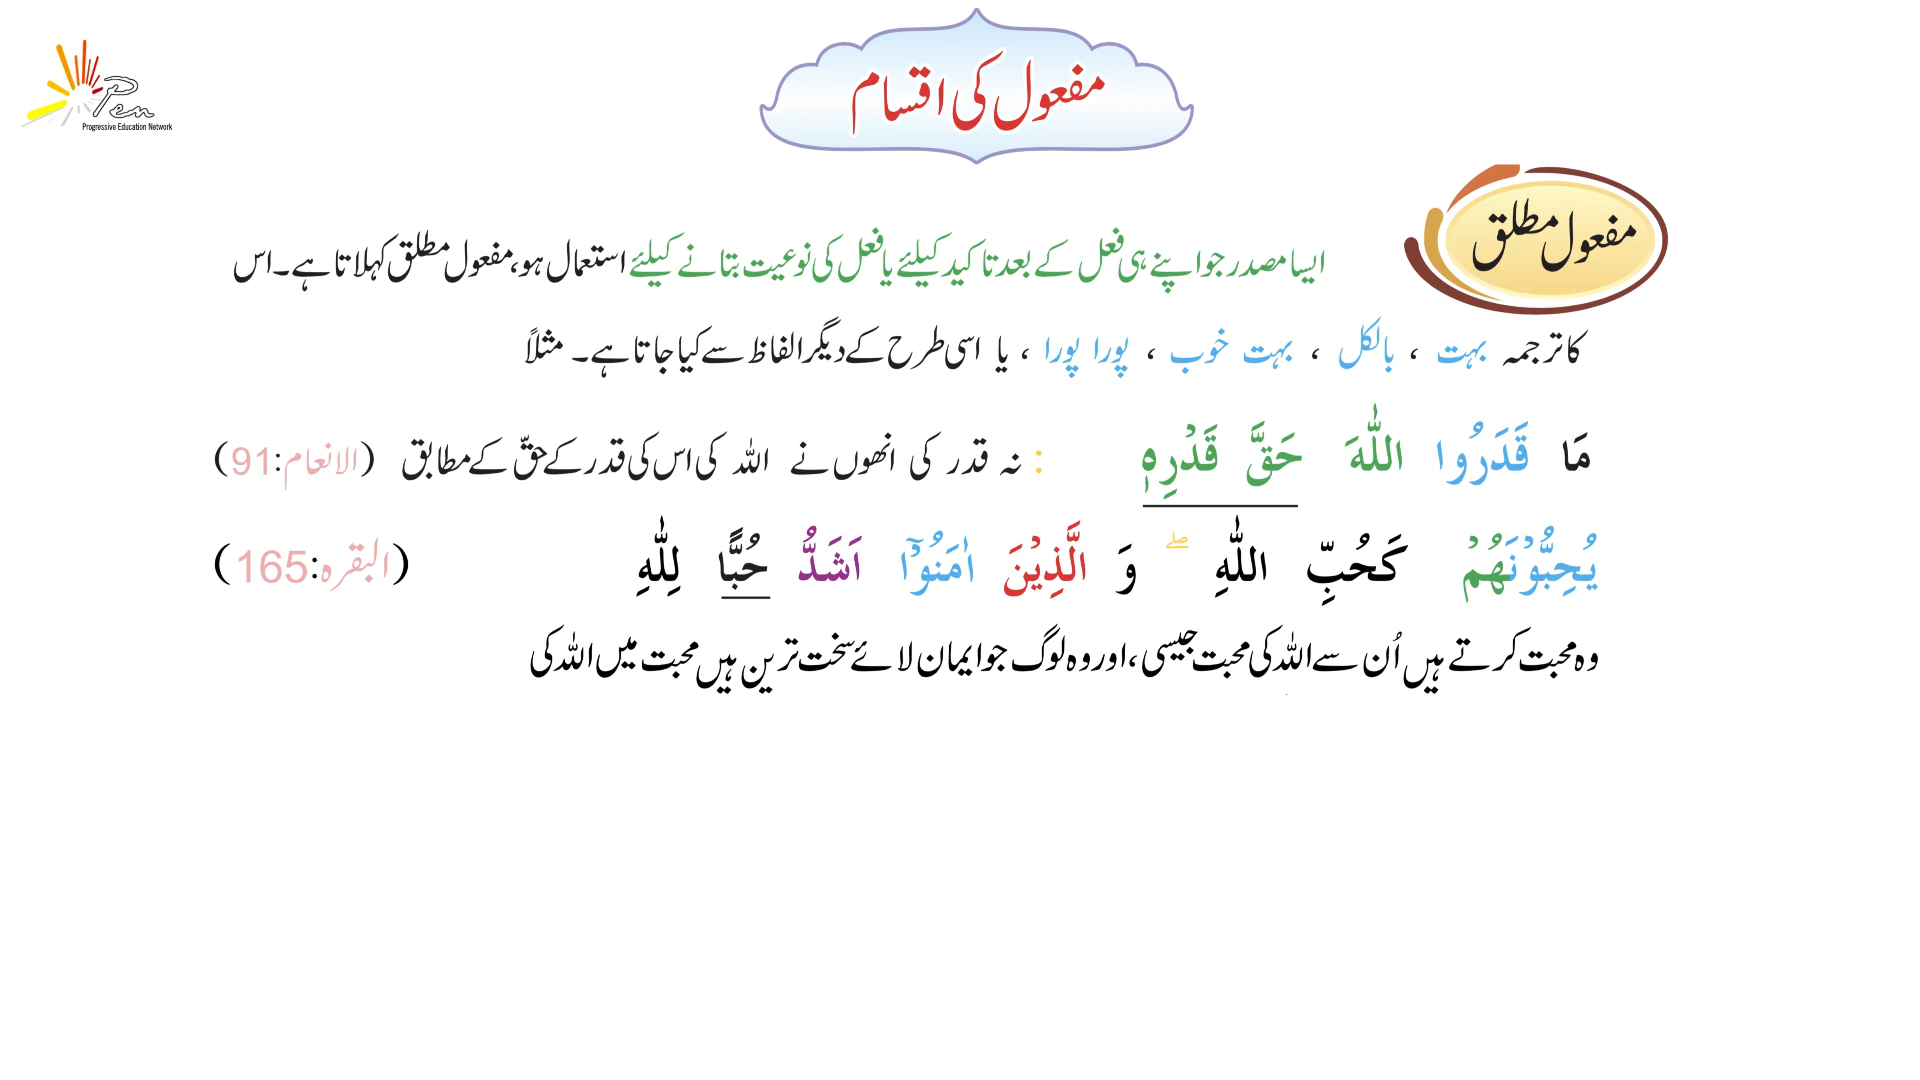 Pen
Progressive Education Network
مفعول کی اقسام
مفعول مطلق
ایسا مصدر جو اپنے ہی فعل کے بعد تاکید کیلئے یا فعل کی نوعیت بتانے کیلئے استعمال ہو، مفعول مطلق کہلاتا ہے۔ اس
کا ترجمہ بہت ، بالکل ، بہت خوب ، پورا پورا ، یا اسی طرح کے دیگر الفاظ سے کیا جاتا ہے۔ مثلاً
مَا قَدَرُوا اللّٰهَ حَقَّ قَدْرِهٖ : نہ قدر کی انھوں نے اللہ کی اس کی قدر کے حقّ کے مطابق (الانعام:91)
يُحِبُّوْنَهُمْ كَحُبِّ اللّٰهِ ۖ وَ الَّذِيْنَ اٰمَنُوْٓا اَشَدُّ حُبًّا لِلّٰهِ (البقرہ:165)
وہ محبت کرتے ہیں اُن سے اللہ کی محبت جیسی، اور وہ لوگ جو ایمان لائے سخت ترین ہیں محبت میں اللہ کی